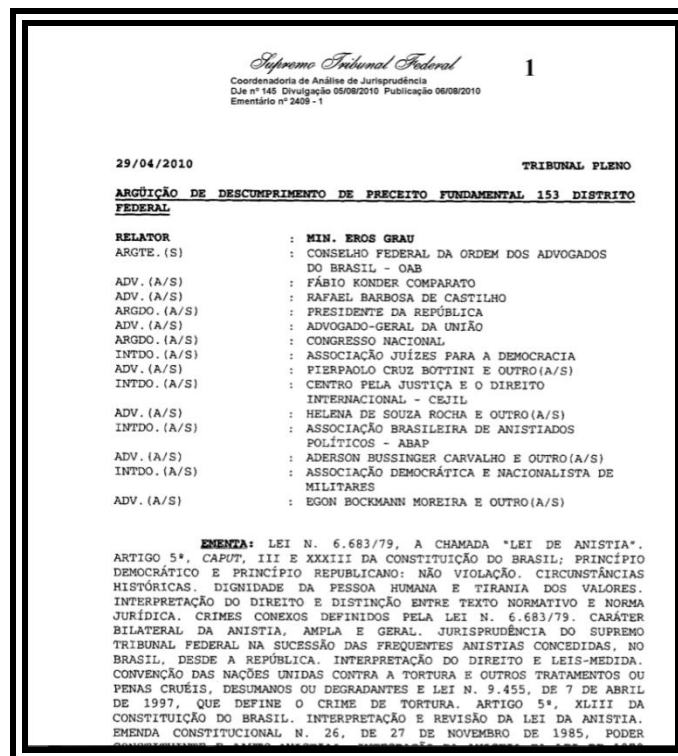 Supremo Tribunal Federal
1
Coordenadoria de Análise de Jurisprudência
DJe nº 145 Divulgação 05/08/2010 Publicação 06/08/2010
Ementário nº 2409 - 1
29/04/2010 TRIBUNAL PLENO
ARGÜIÇÃO DE DESCUMPRIMENTO DE PRECEITO FUNDAMENTAL 153 DISTRITO
FEDERAL
RELATOR : MIN. EROS GRAU
ARGTE.(S) : CONSELHO FEDERAL DA ORDEM DOS ADVOGADOS
DO BRASIL - OAB
ADV.(A/S) : FÁBIO KONDER COMPARATO
ADV.(A/S) : RAFAEL BARBOSA DE CASTILHO
ARGDO.(A/S) : PRESIDENTE DA REPÚBLICA
ADV.(A/S) : ADVOGADO-GERAL DA UNIÃO
ARGDO.(A/S) : CONGRESSO NACIONAL
INTDO.(A/S) : ASSOCIAÇÃO JUÍZES PARA A DEMOCRACIA
ADV.(A/S) : PIERPAOLO CRUZ BOTTINI E OUTRO(A/S)
INTDO.(A/S) : CENTRO PELA JUSTIÇA E O DIREITO
INTERNACIONAL - CEJIL
ADV.(A/S) : HELENA DE SOUZA ROCHA E OUTRO(A/S)
INTDO.(A/S) : ASSOCIAÇÃO BRASILEIRA DE ANISTIADOS
POLÍTICOS - ABAP
ADV.(A/S) : ADERSON BUSSINGER CARVALHO E OUTRO(A/S)
INTDO.(A/S) : ASSOCIAÇÃO DEMOCRÁTICA E NACIONALISTA DE
MILITARES
ADV.(A/S) : EGON BOCKMANN MOREIRA E OUTRO(A/S)
EMENTA: LEI N. 6.683/79, A CHAMADA "LEI DE ANISTIA".
ARTIGO 5º, CAPUT, III E XXXIII DA CONSTITUIÇÃO DO BRASIL; PRINCÍPIO
DEMOCRÁTICO E PRINCÍPIO REPUBLICANO: NÃO VIOLAÇÃO. CIRCUNSTÂNCIAS
HISTÓRICAS. DIGNIDADE DA PESSOA HUMANA E TIRANIA DOS VALORES.
INTERPRETAÇÃO DO DIREITO E DISTINÇÃO ENTRE TEXTO NORMATIVO E NORMA
JURÍDICA. CRIMES CONEXOS DEFINIDOS PELA LEI N. 6.683/79. CARÁTER
BILATERAL DA ANISTIA, AMPLA E GERAL. JURISPRUDÊNCIA DO SUPREMO
TRIBUNAL FEDERAL NA SUCESSÃO DAS FREQUENTES ANISTIAS CONCEDIDAS, NO
BRASIL, DESDE A REPÚBLICA. INTERPRETAÇÃO DO DIREITO E LEIS-MEDIDA.
CONVENÇÃO DAS NAÇÕES UNIDAS CONTRA A TORTURA E OUTROS TRATAMENTOS OU
PENAS CRUÉIS, DESUMANOS OU DEGRADANTES E LEI N. 9.455, DE 7 DE ABRIL
DE 1997, QUE DEFINE O CRIME DE TORTURA. ARTIGO 5º, XLIII DA
CONSTITUIÇÃO DO BRASIL. INTERPRETAÇÃO E REVISÃO DA LEI DA ANISTIA.
EMENDA CONSTITUCIONAL N. 26, DE 27 DE NOVEMBRO DE 1985, PODER